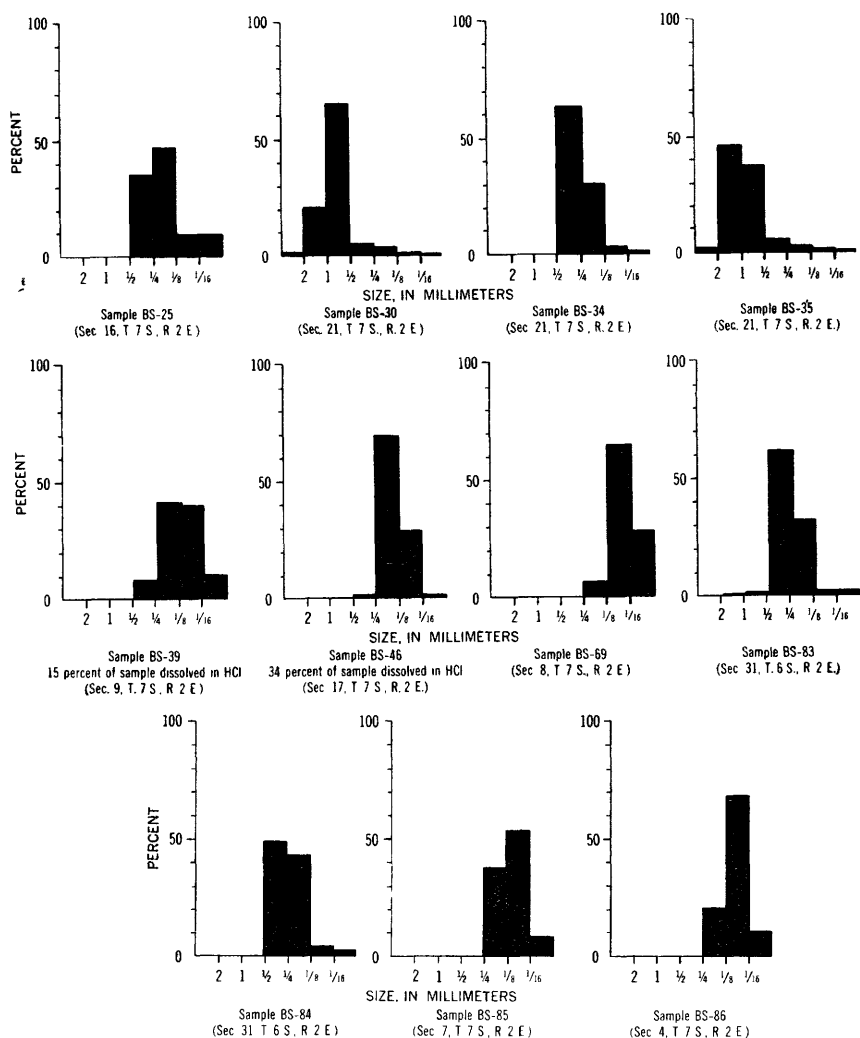 100 100 100 100
PERCENT
50 50 50 50
0 0 0 0
2 1 ½ ¼ 1/8 1/16 2 1 ½ ¼ 1/8 1/16 2 1 ½ ¼ 1/8 1/16 2 1 ½ ¼ 1/8 1/16
SIZE, IN MILLIMETERS
Sample BS-25 Sample BS-30 Sample BS-34 Sample BS-35
(Sec 16, T 7 S, R 2 E) (Sec. 21, T 7 S., R. 2 E) (Sec 21, T 7 S, R 2 E) (Sec. 21, T 7 S, R 2 E.)
100 100 100 100
PERCENT
50 50 50 50
0 0 0 0
2 1 ½ ¼ 1/8 1/16 2 1 ½ ¼ 1/8 1/16 2 1 ½ ¼ 1/8 1/16 2 1 ½ ¼ 1/8 1/16
SIZE, IN MILLIMETERS
Sample BS-39 Sample BS-46 Sample BS-69 Sample BS-83
15 percent of sample dissolved in HCl 34 percent of sample dissolved in HCl (Sec 8, T 7 S., R 2 E) (Sec 31, T. 6 S., R 2 E.)
(Sec. 9, T. 7 S, R 2 E) (Sec 17, T 7 S, R. 2 E.)
100 100 100
PERCENT
50 50 50
0 0 0
2 1 ½ ¼ 1/8 1/16 2 1 ½ ¼ 1/8 1/16 2 1 ½ ¼ 1/8 1/16
SIZE, IN MILLIMETERS
Sample BS-84 Sample BS-85 Sample BS-86
(Sec 31 T 6 S, R 2 E) (Sec 7, T 7 S, R 2 E) (Sec 4, T 7 S, R 2 E)